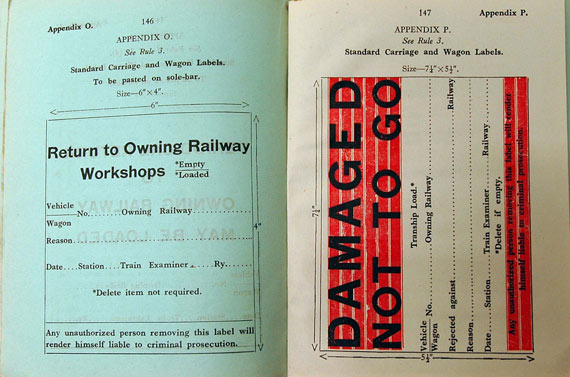 Appendix O.
146
APPENDIX O.
See Rule 3.
Standard Carriage and Wagon Labels.
To be pasted on sole-bar.
Size—6"×4".
6"
Return to Owning Railway
Workshops *Empty
*Loaded
Vehicle
No.......Owning Railway...........
Wagon
Reason................................
Date....Station....Train Examiner....Ry......
*Delete item not required.
Any unauthorized person removing this label will
render himself liable to criminal prosecution.
4"
147
Appendix P.
APPENDIX P.
See Rule 3.
Standard Carriage and Wagon Labels.
Size—7½"×5½".
7½"
DAMAGED
NOT TO GO
Tranship Load.*
Vehicle No.......Owning Railway...........
Wagon
Rejected against...........Railway
Reason................................
Date......Station......Train Examiner......Railway
*Delete if empty.
Any unauthorized person removing this label will render
himself liable to criminal prosecution.
5½"